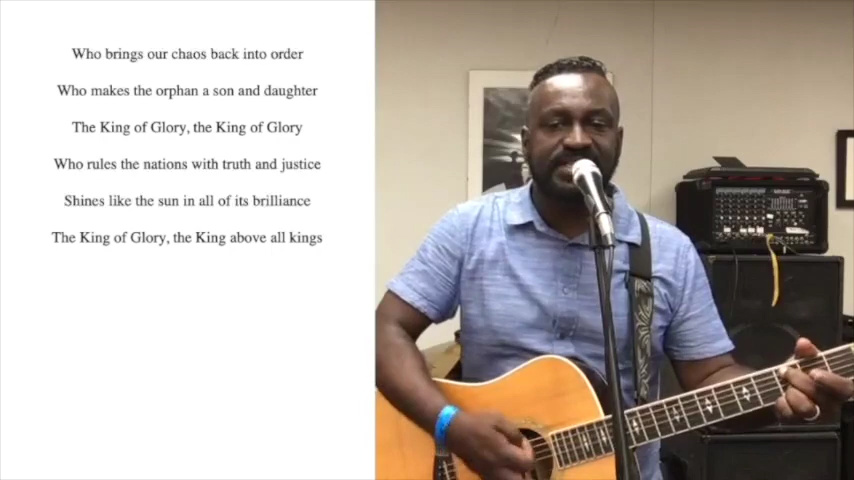 Who brings our chaos back into order
Who makes the orphan a son and daughter
The King of Glory, the King of Glory
Who rules the nations with truth and justice
Shines like the sun in all of its brilliance
The King of Glory, the King above all kings